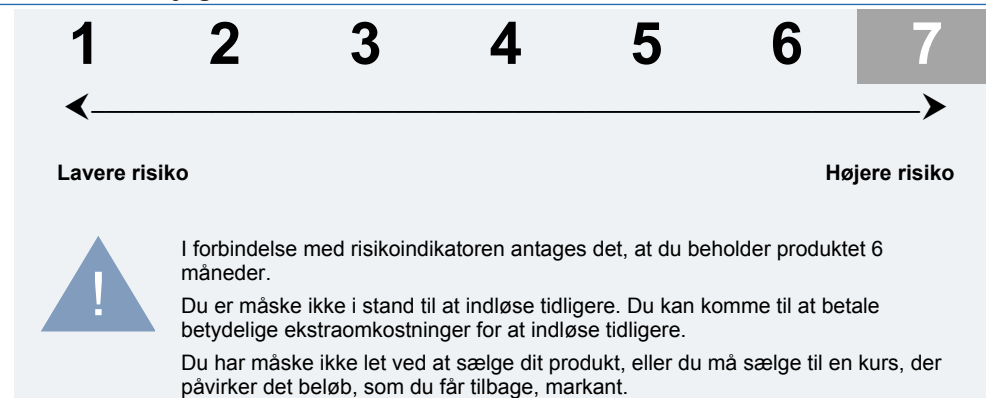 1 2 3 4 5 6 7
Lavere risiko Højere risiko
!
I forbindelse med risikoindikatoren antages det, at du beholder produktet 6
måneder.
Du er måske ikke i stand til at indløse tidligere. Du kan komme til at betale
betydelige ekstraomkostninger for at indløse tidligere.
Du har måske ikke let ved at sælge dit produkt, eller du må sælge til en kurs, der
påvirker det beløb, som du får tilbage, markant.